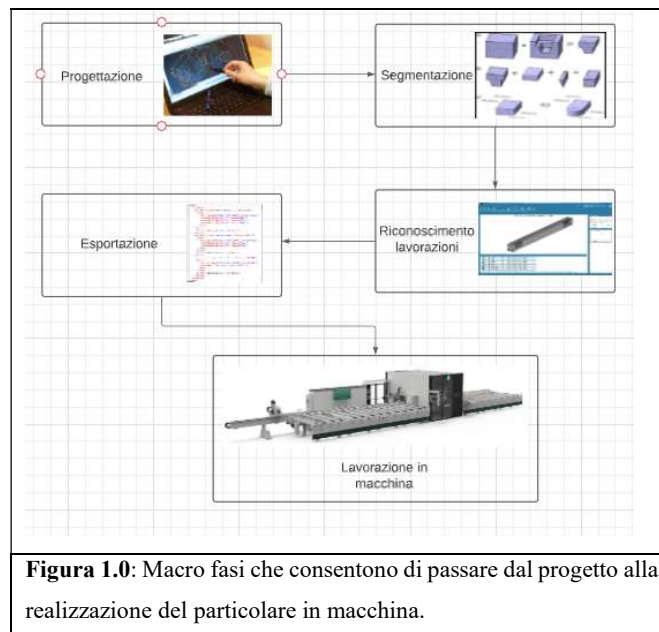 Progettazione
Segmentazione
Riconoscimento
lavorazioni
Esportazione
Lavorazione in
macchina
Figura 1.0: Macro fasi che consentono di passare dal progetto alla
realizzazione del particolare in macchina.